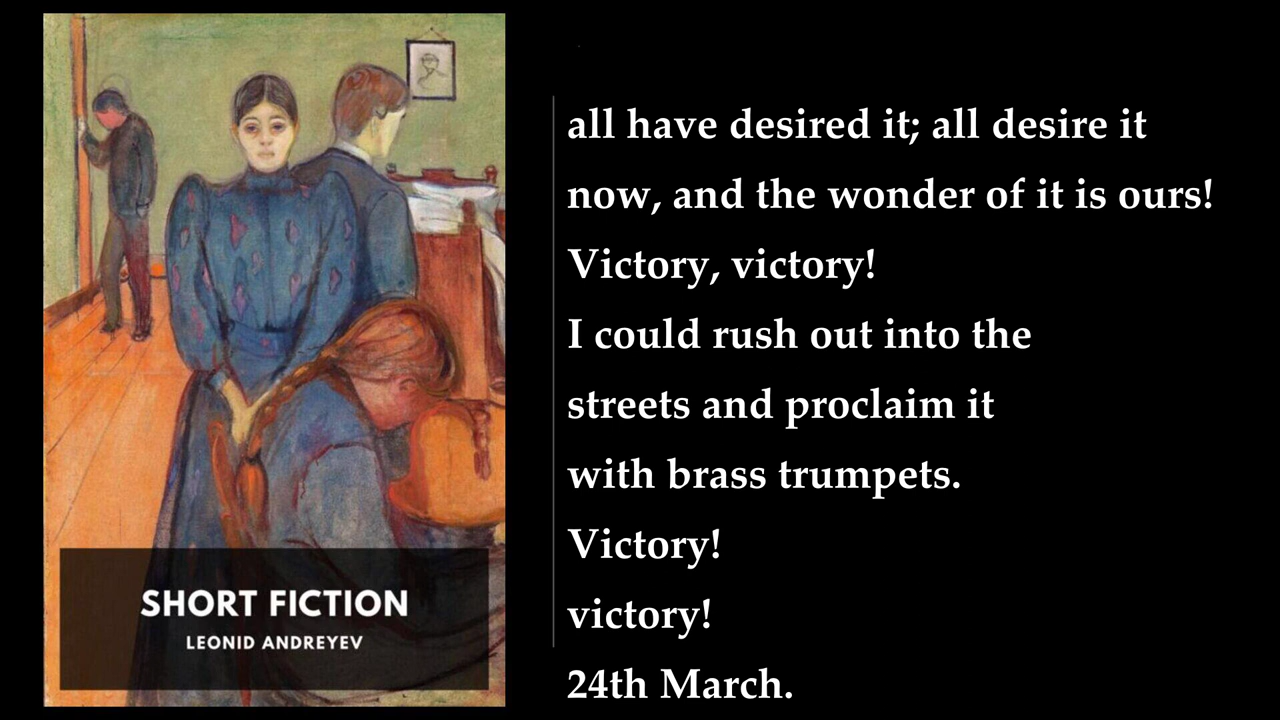 SHORT FICTION
LEONID ANDREYEV
all have desired it; all desire it
now, and the wonder of it is ours!
Victory, victory!
I could rush out into the
streets and proclaim it
with brass trumpets.
Victory!
victory!
24th March.